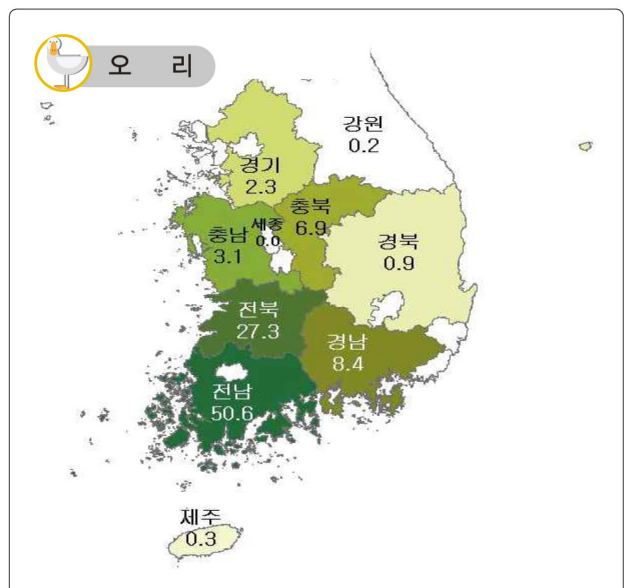 오 리
강원
0.2
경기
2.3
충북
6.9
세종
0.0
충남
3.1
경북
0.9
전북
27.3
경남
8.4
전남
50.6
제주
0.3